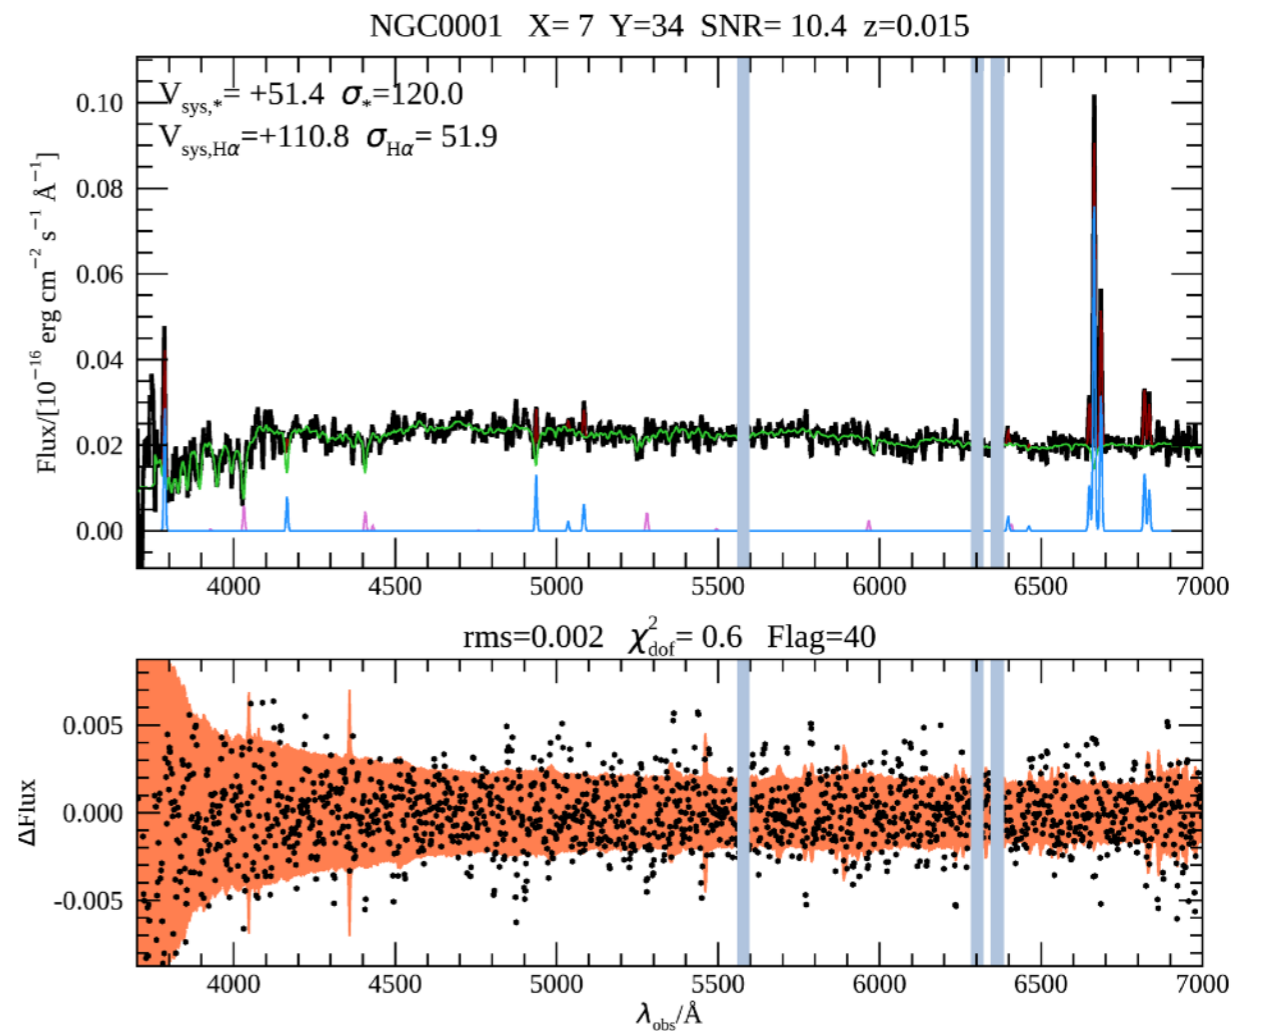 NGC0001 X= 7 Y=34 SNR= 10.4 z=0.015
V_sys,*= +51.4 σ_*=120.0
V_sys,Hα=+110.8 σ_Hα= 51.9
Flux/[10⁻¹⁶ erg cm⁻² s⁻¹ Å⁻¹]
0.10
0.08
0.06
0.04
0.02
0.00
4000 4500 5000 5500 6000 6500 7000
rms=0.002 χ²_dof= 0.6 Flag=40
ΔFlux
0.005
0.000
-0.005
4000 4500 5000 5500 6000 6500 7000
λ_obs/Å